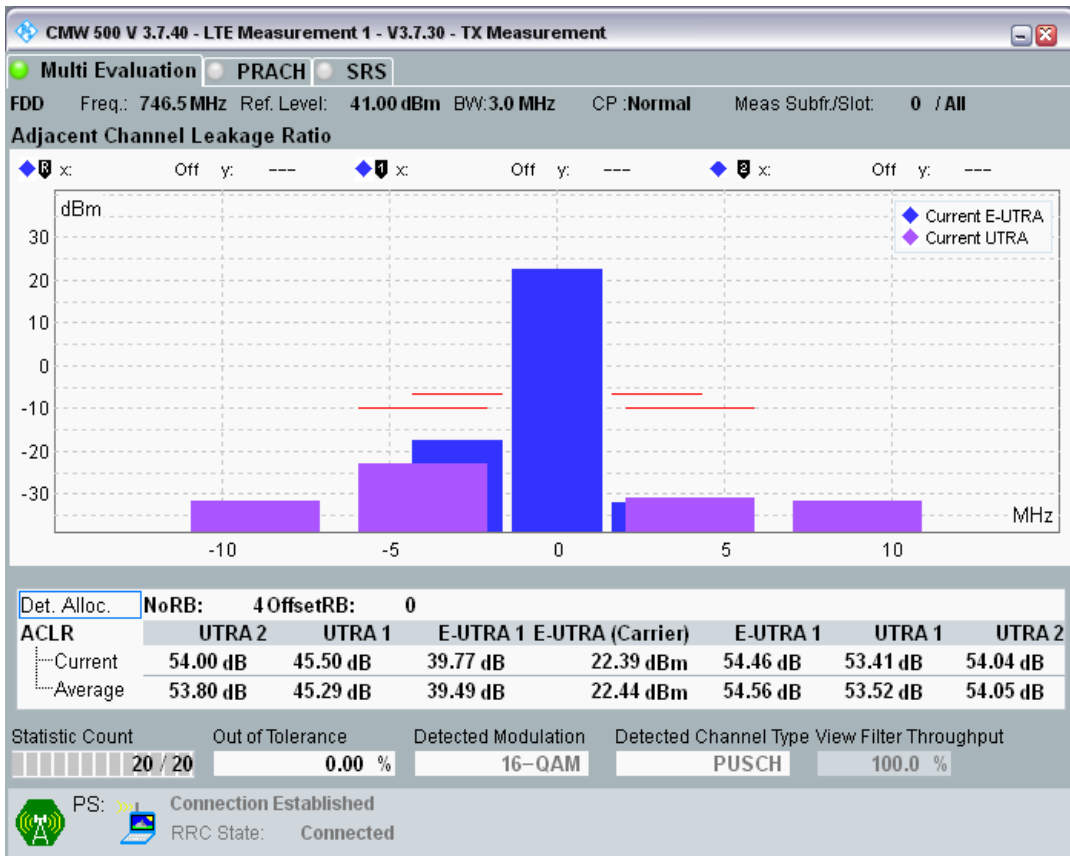 CMW 500 V 3.7.40 - LTE Measurement 1 - V3.7.30 - TX Measurement
Multi Evaluation PRACH SRS
FDD Freq.: 746.5 MHz Ref. Level: 41.00 dBm BW: 3.0 MHz CP : Normal Meas Subfr./Slot: 0 / All
Adjacent Channel Leakage Ratio
R x: Off y: --- 1 x: Off y: --- 2 x: Off y: ---
dBm
Current E-UTRA
Current UTRA
30
20
10
0
-10
-20
-30
MHz
-10 -5 0 5 10
Det. Alloc. NoRB: 4 OffsetRB: 0
ACLR UTRA 2 UTRA 1 E-UTRA 1 E-UTRA (Carrier) E-UTRA 1 UTRA 1 UTRA 2
Current 54.00 dB 45.50 dB 39.77 dB 22.39 dBm 54.46 dB 53.41 dB 54.04 dB
Average 53.80 dB 45.29 dB 39.49 dB 22.44 dBm 54.56 dB 53.52 dB 54.05 dB
Statistic Count Out of Tolerance Detected Modulation Detected Channel Type View Filter Throughput
20 / 20 0.00 % 16-QAM PUSCH 100.0 %
PS: Connection Established
RRC State: Connected